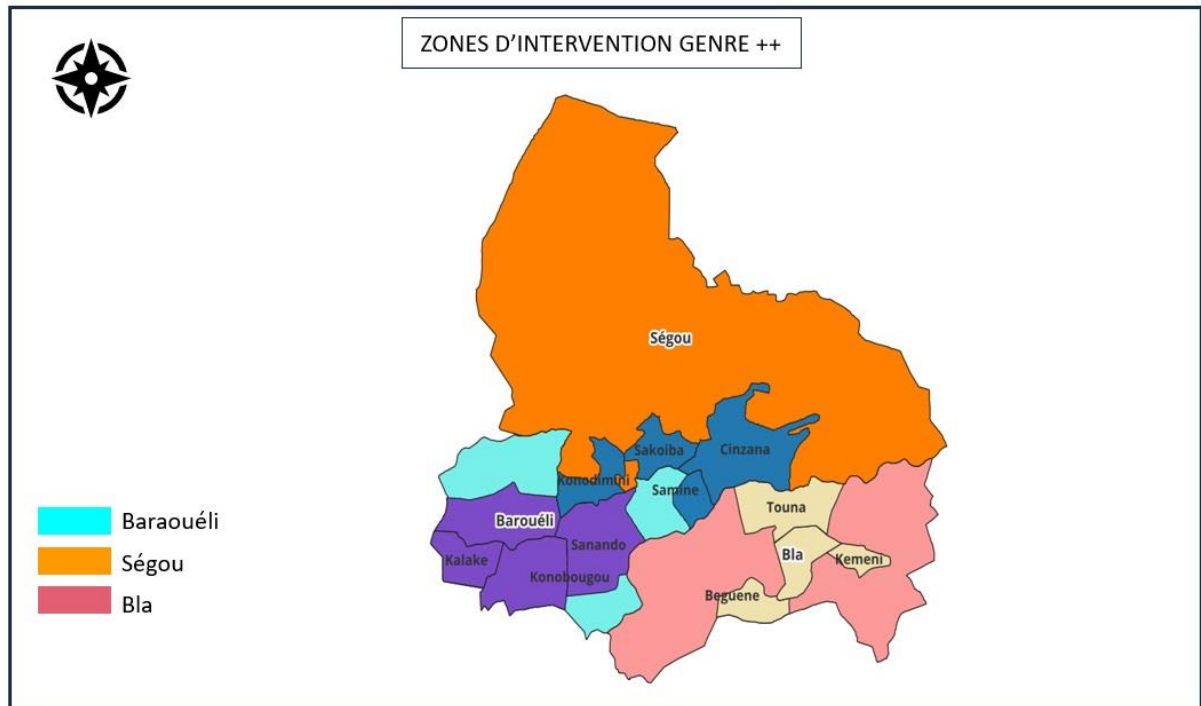 ZONES D'INTERVENTION GENRE ++
Ségou
Sakoiba
Cinzana
Konodimini
Samine
Touna
Barouéli
Sanando
Bla
Kalake
Kemeni
Konobougou
Beguene
Baraouéli
Ségou
Bla